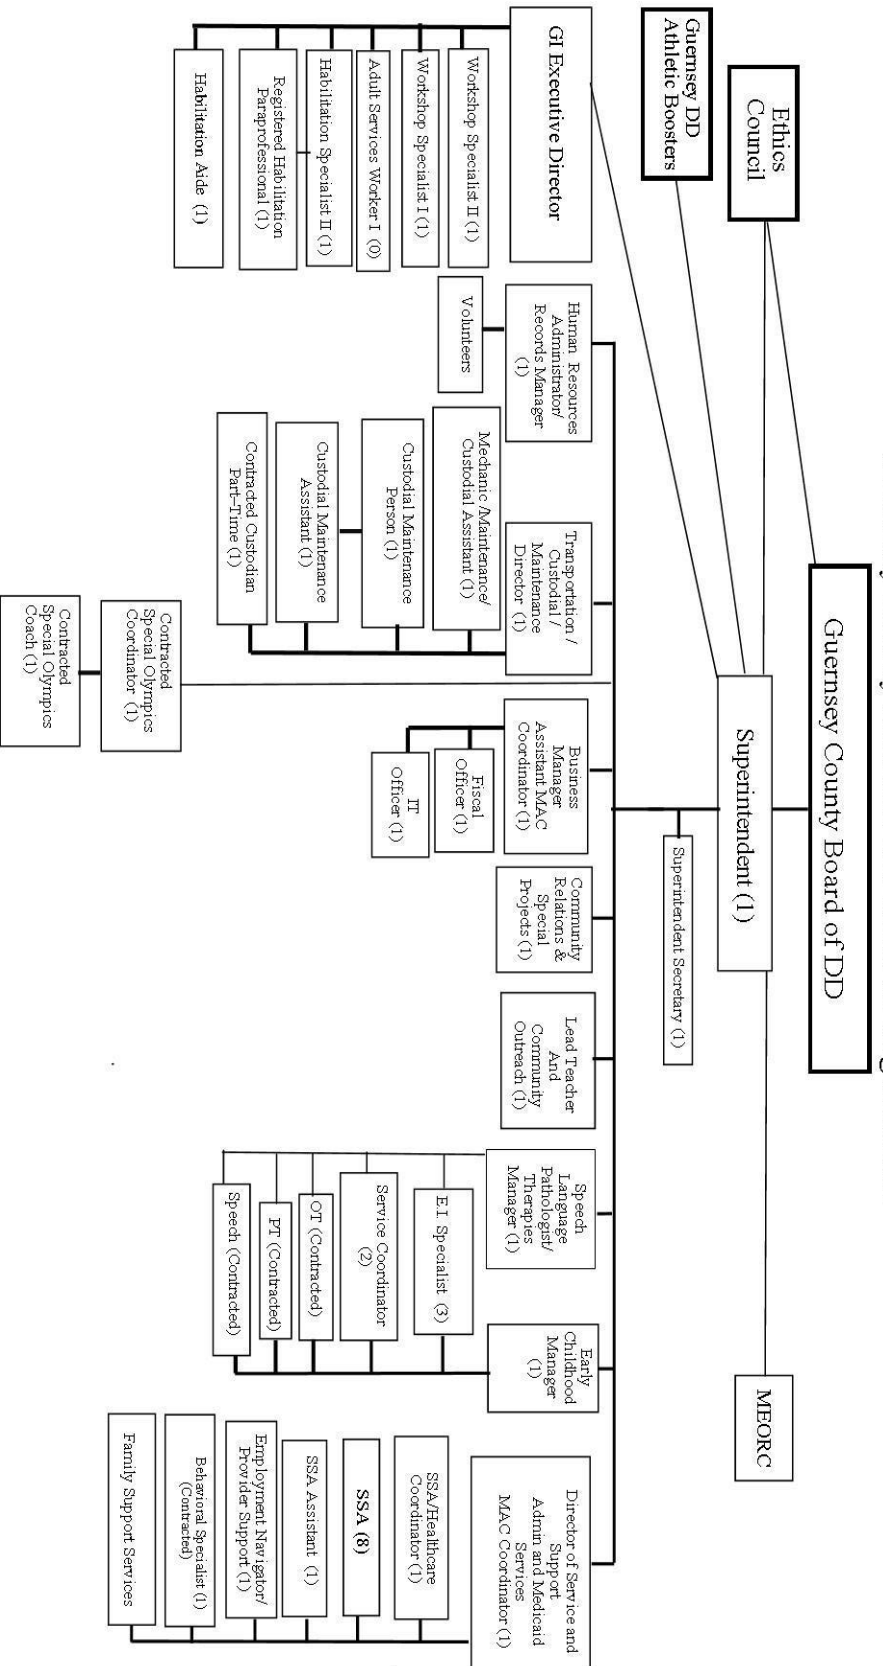 Guernsey County Board of DD
Ethics
Council
Guernsey DD
Athletic Boosters
Superintendent (1)
MEORC
Superintendent Secretary (1)
GI Executive Director
Workshop Specialist II (1)
Workshop Specialist I (1)
Adult Services Worker I (0)
Habilitation Specialist II (1)
Registered Habilitation
Paraprofessional (1)
Habilitation Aide (1)
Human Resources
Administrator/
Records Manager
(1)
Volunteers
Transportation /
Custodial /
Maintenance
Director (1)
Mechanic /Maintenance/
Custodial Assistant (1)
Custodial Maintenance
Person (1)
Custodial Maintenance
Assistant (1)
Contracted Custodian
Part-Time (1)
Contracted
Special Olympics
Coordinator (1)
Contracted
Special Olympics
Coach (1)
Business
Manager
Assistant MAC
Coordinator (1)
Fiscal
Officer (1)
IT
Officer (1)
Community
Relations &
Special
Projects (1)
Lead Teacher
And
Community
Outreach (1)
Speech
Language
Pathologist/
Therapies
Manager (1)
Early
Childhood
Manager
(1)
E.I. Specialist (3)
Service Coordinator
(2)
OT (Contracted)
PT (Contracted)
Speech (Contracted)
Director of Service and
Support
Admin and Medicaid
Services
MAC Coordinator (1)
SSA/Healthcare
Coordinator (1)
SSA (8)
SSA Assistant (1)
Employment Navigator/
Provider Support (1)
Behavioral Specialist (1)
(Contracted)
Family Support Services